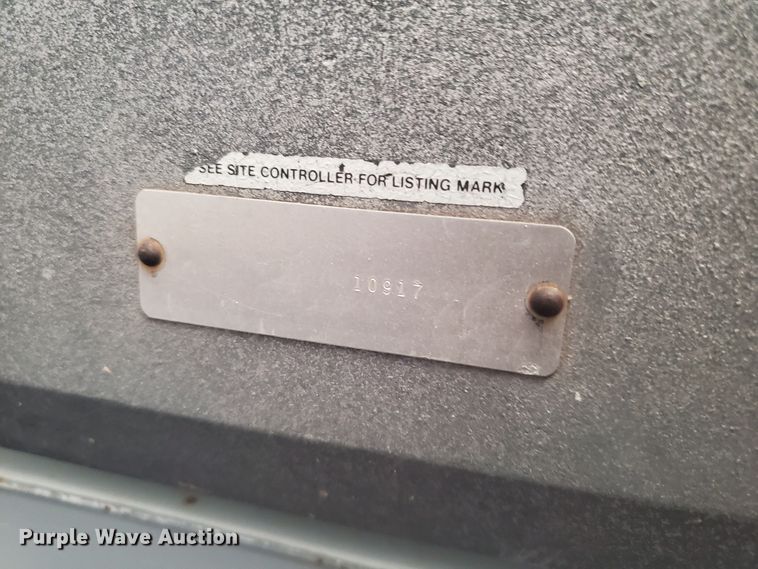 SEE SITE CONTROLLER FOR LISTING MARK
10917
Purple Wave Auction